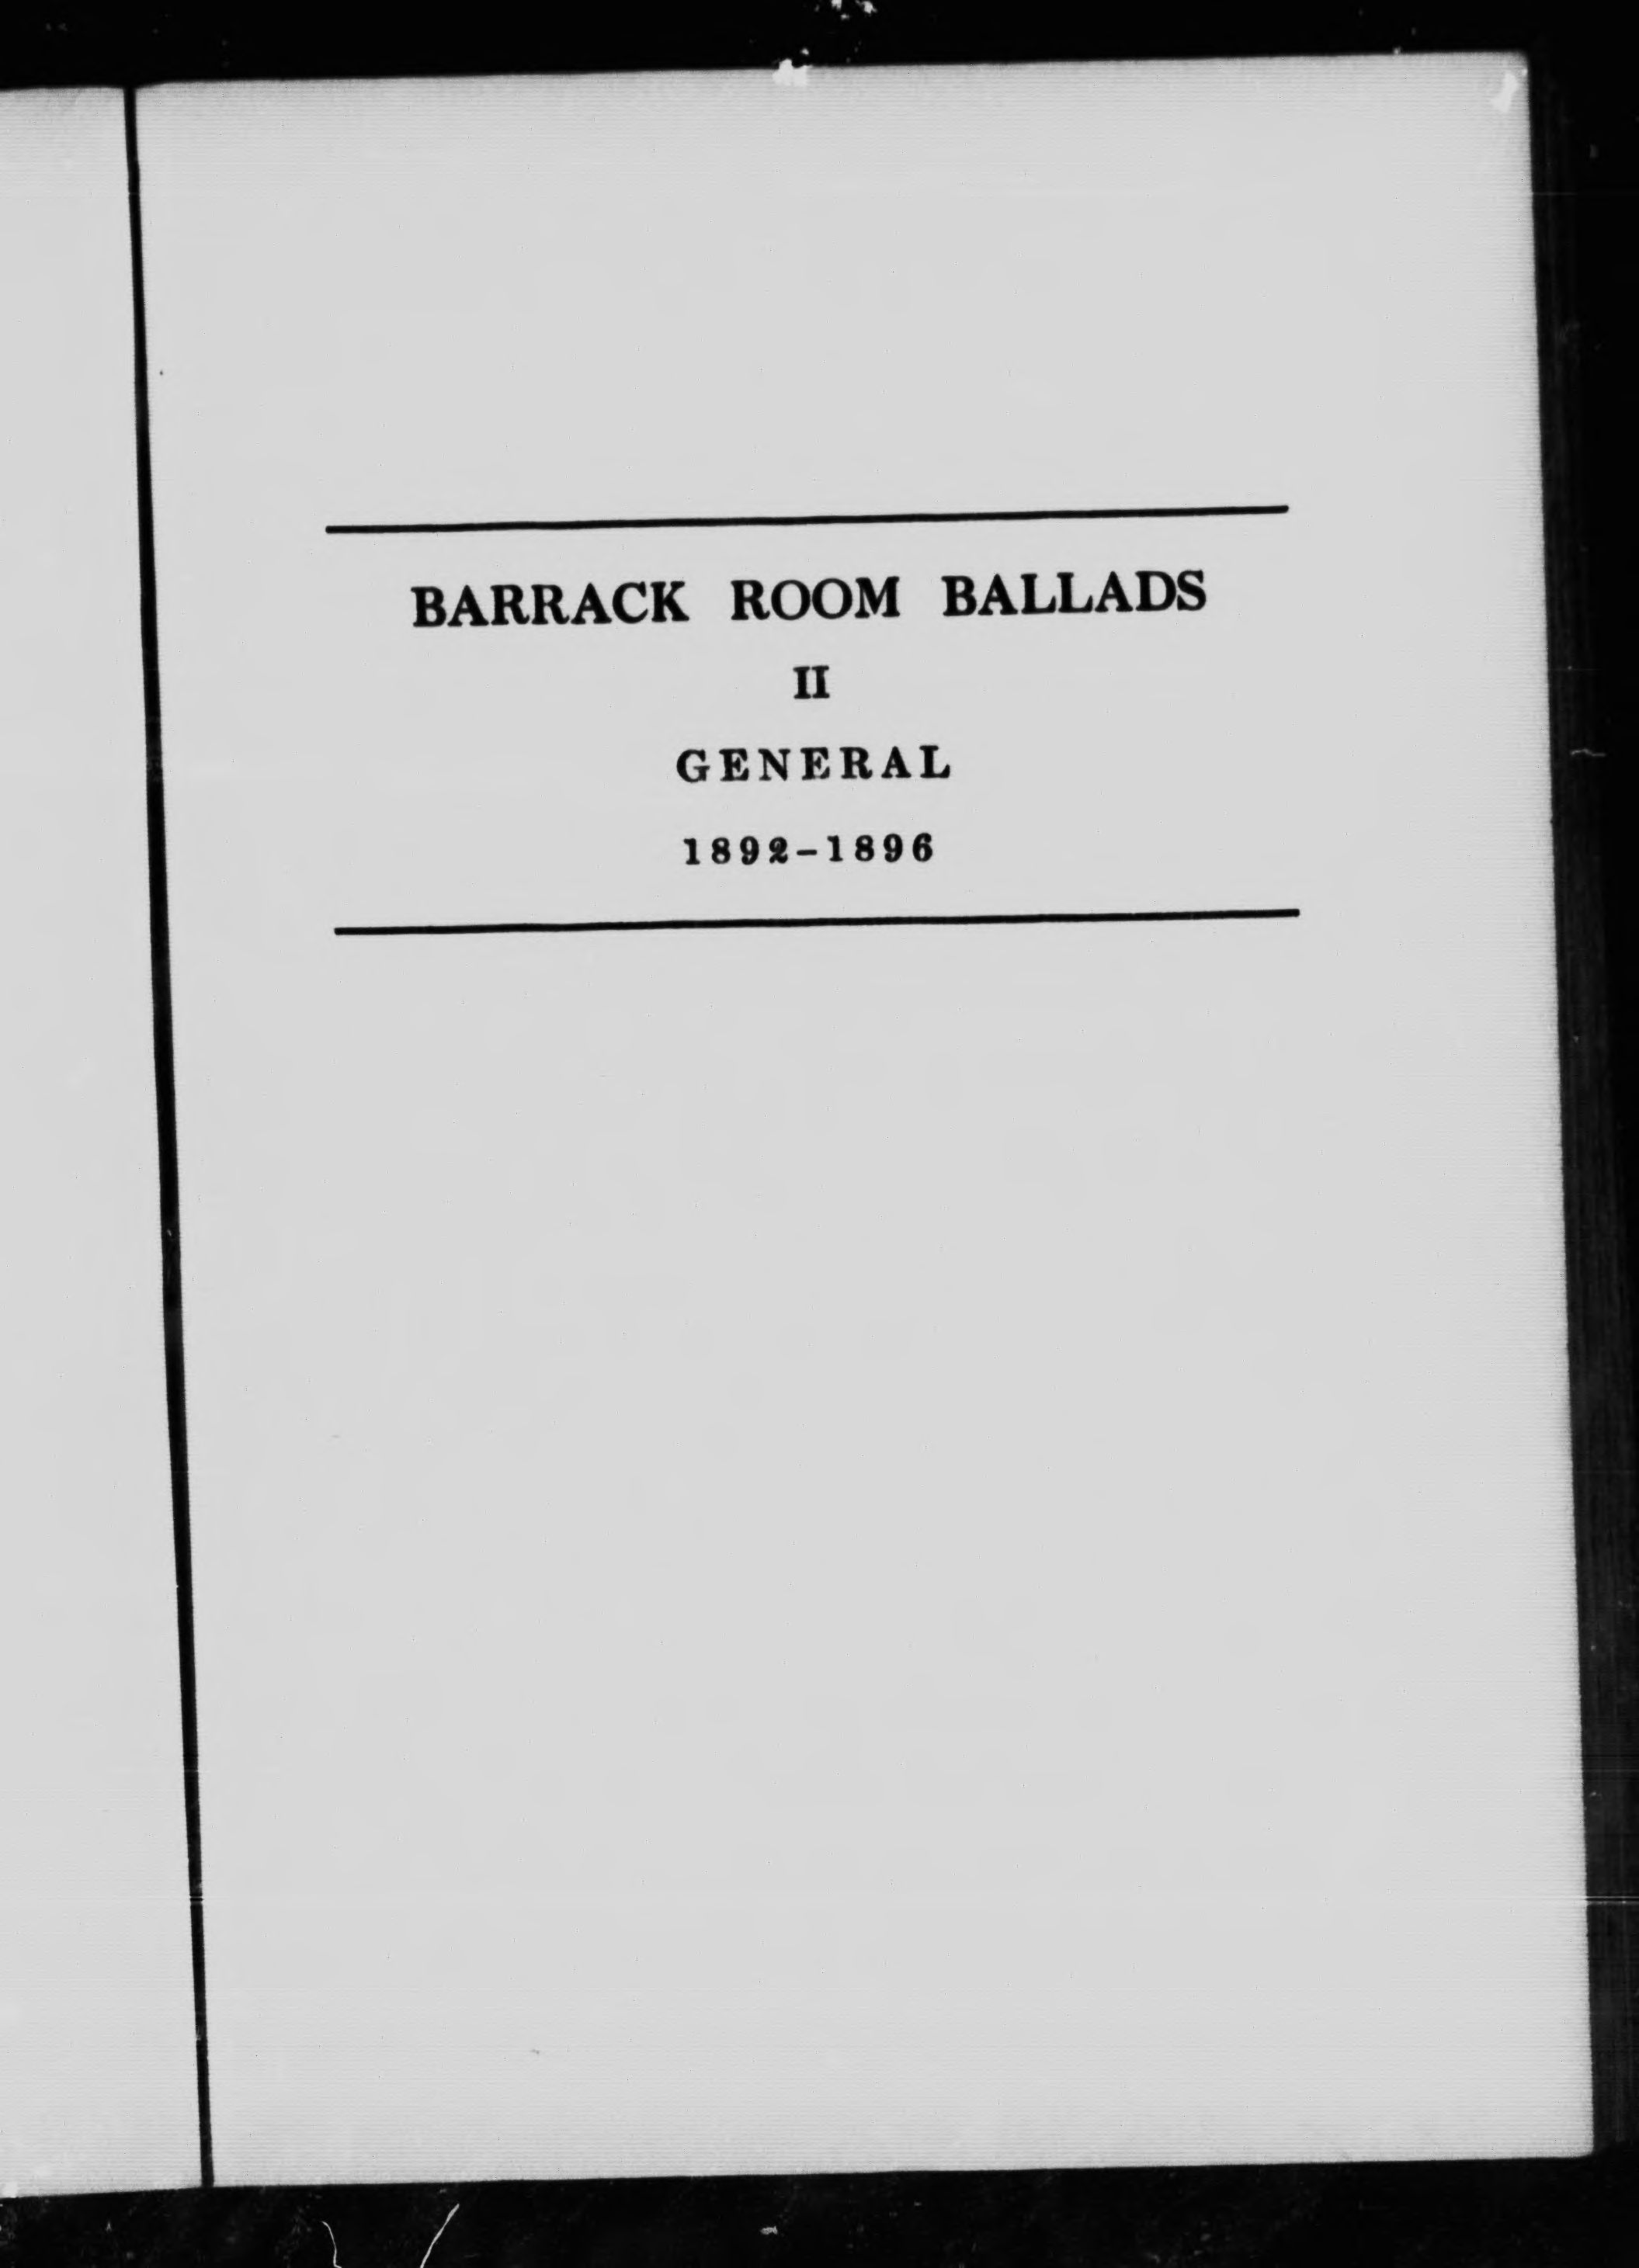 BARRACK ROOM BALLADS
II
GENERAL
1892-1896